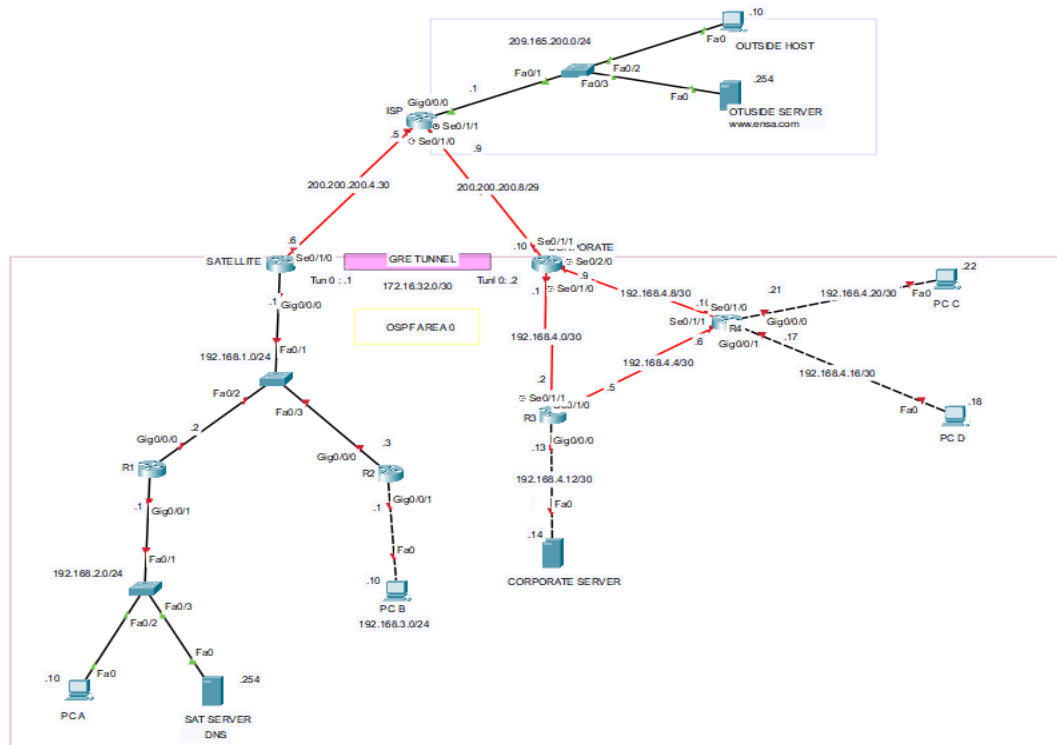 .10
Fa0
OUTSIDE HOST
209.165.200.0/24
Fa0/1
Fa0/2
Fa0/3
.254
Fa0
OTUSIDE SERVER
www.ensa.com
.1
Gig0/0/0
ISP
Se0/1/1
.5
Se0/1/0
.9
200.200.200.4.30
200.200.200.8/29
.6
SATELLITE
Se0/1/0
GRE TUNNEL
Tun 0 : .1
172.16.32.0/30
Tunl 0: .2
OSPF AREA 0
.10
Se0/1/1
Se0/2/0
.9
.1
Se0/1/0
192.168.4.8/30
Se0/1/0
Se0/1/1
R4
.21
Gig0/0/0
192.168.4.20/30
Fa0
.22
PC C
.17
Gig0/0/1
192.168.4.16/30
Fa0
.18
PC D
192.168.4.0/30
.6
192.168.4.4/30
.2
Se0/1/1
.5
R3
Gig0/0/0
.13
192.168.4.12/30
Fa0
.14
CORPORATE SERVER
.1
Gig0/0/0
Fa0/1
192.168.1.0/24
Fa0/2
Fa0/3
.2
Gig0/0/0
R1
.3
Gig0/0/0
R2
.1
Gig0/0/1
.1
Gig0/0/1
Fa0
.10
PC B
192.168.3.0/24
Fa0/1
192.168.2.0/24
Fa0/3
Fa0/2
Fa0
.10
PC A
Fa0
.254
SAT SERVER
DNS